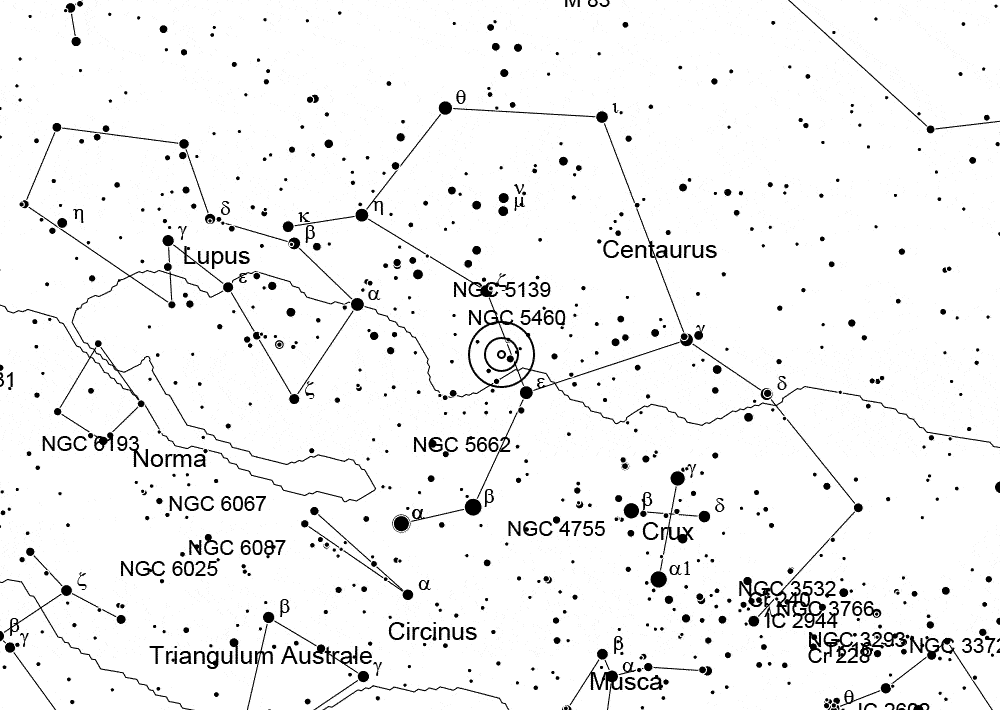 M 83
θ
ι
ν
μ
η
δ
κ
η
β
γ
Centaurus
Lupus
ε
ζ
NGC 5139
α
NGC 5460
γ
ε
δ
ζ
NGC 6193
NGC 5662
Norma
γ
β
δ
NGC 6067
β
α
NGC 4755
Crux
NGC 6087
NGC 6025
α1
ζ
α
NGC 3532
NGC 3766
β
IC 2944
β
γ
Circinus
NGC 3293
NGC 3372
β
Triangulum Australe
γ
Cr 228
α
Musca
θ
IC 2602